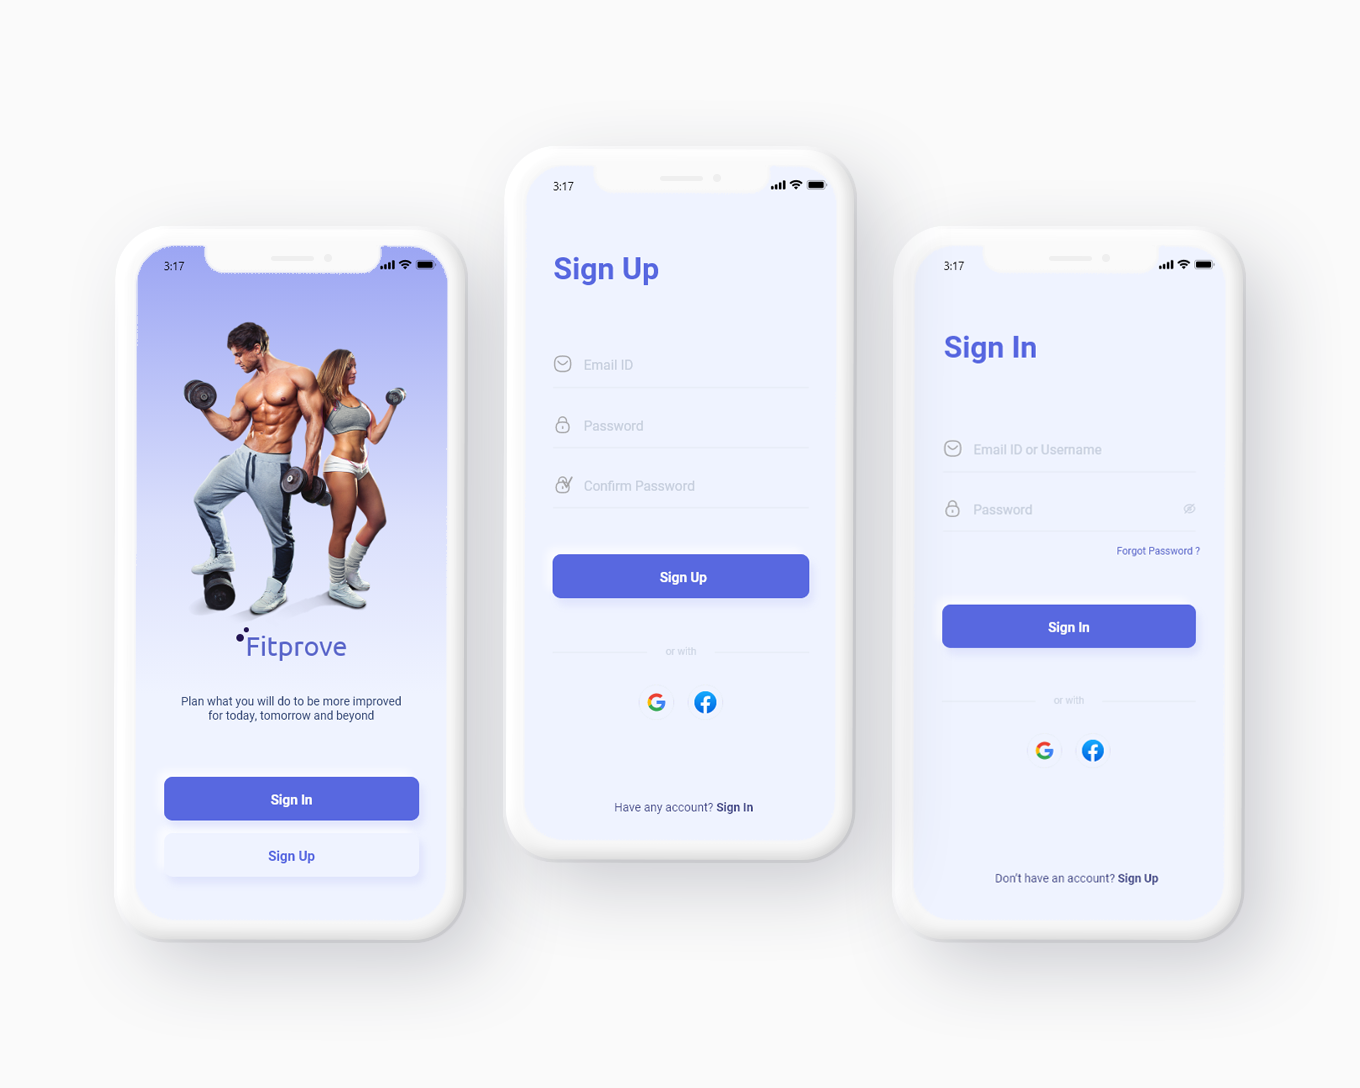 3:17
Fitprove
Plan what you will do to be more improved
for today, tomorrow and beyond
Sign In
Sign Up
3:17
Sign Up
Email ID
Password
Confirm Password
Sign Up
or with
Have any account? Sign In
3:17
Sign In
Email ID or Username
Password
Forgot Password ?
Sign In
or with
Don't have an account? Sign Up